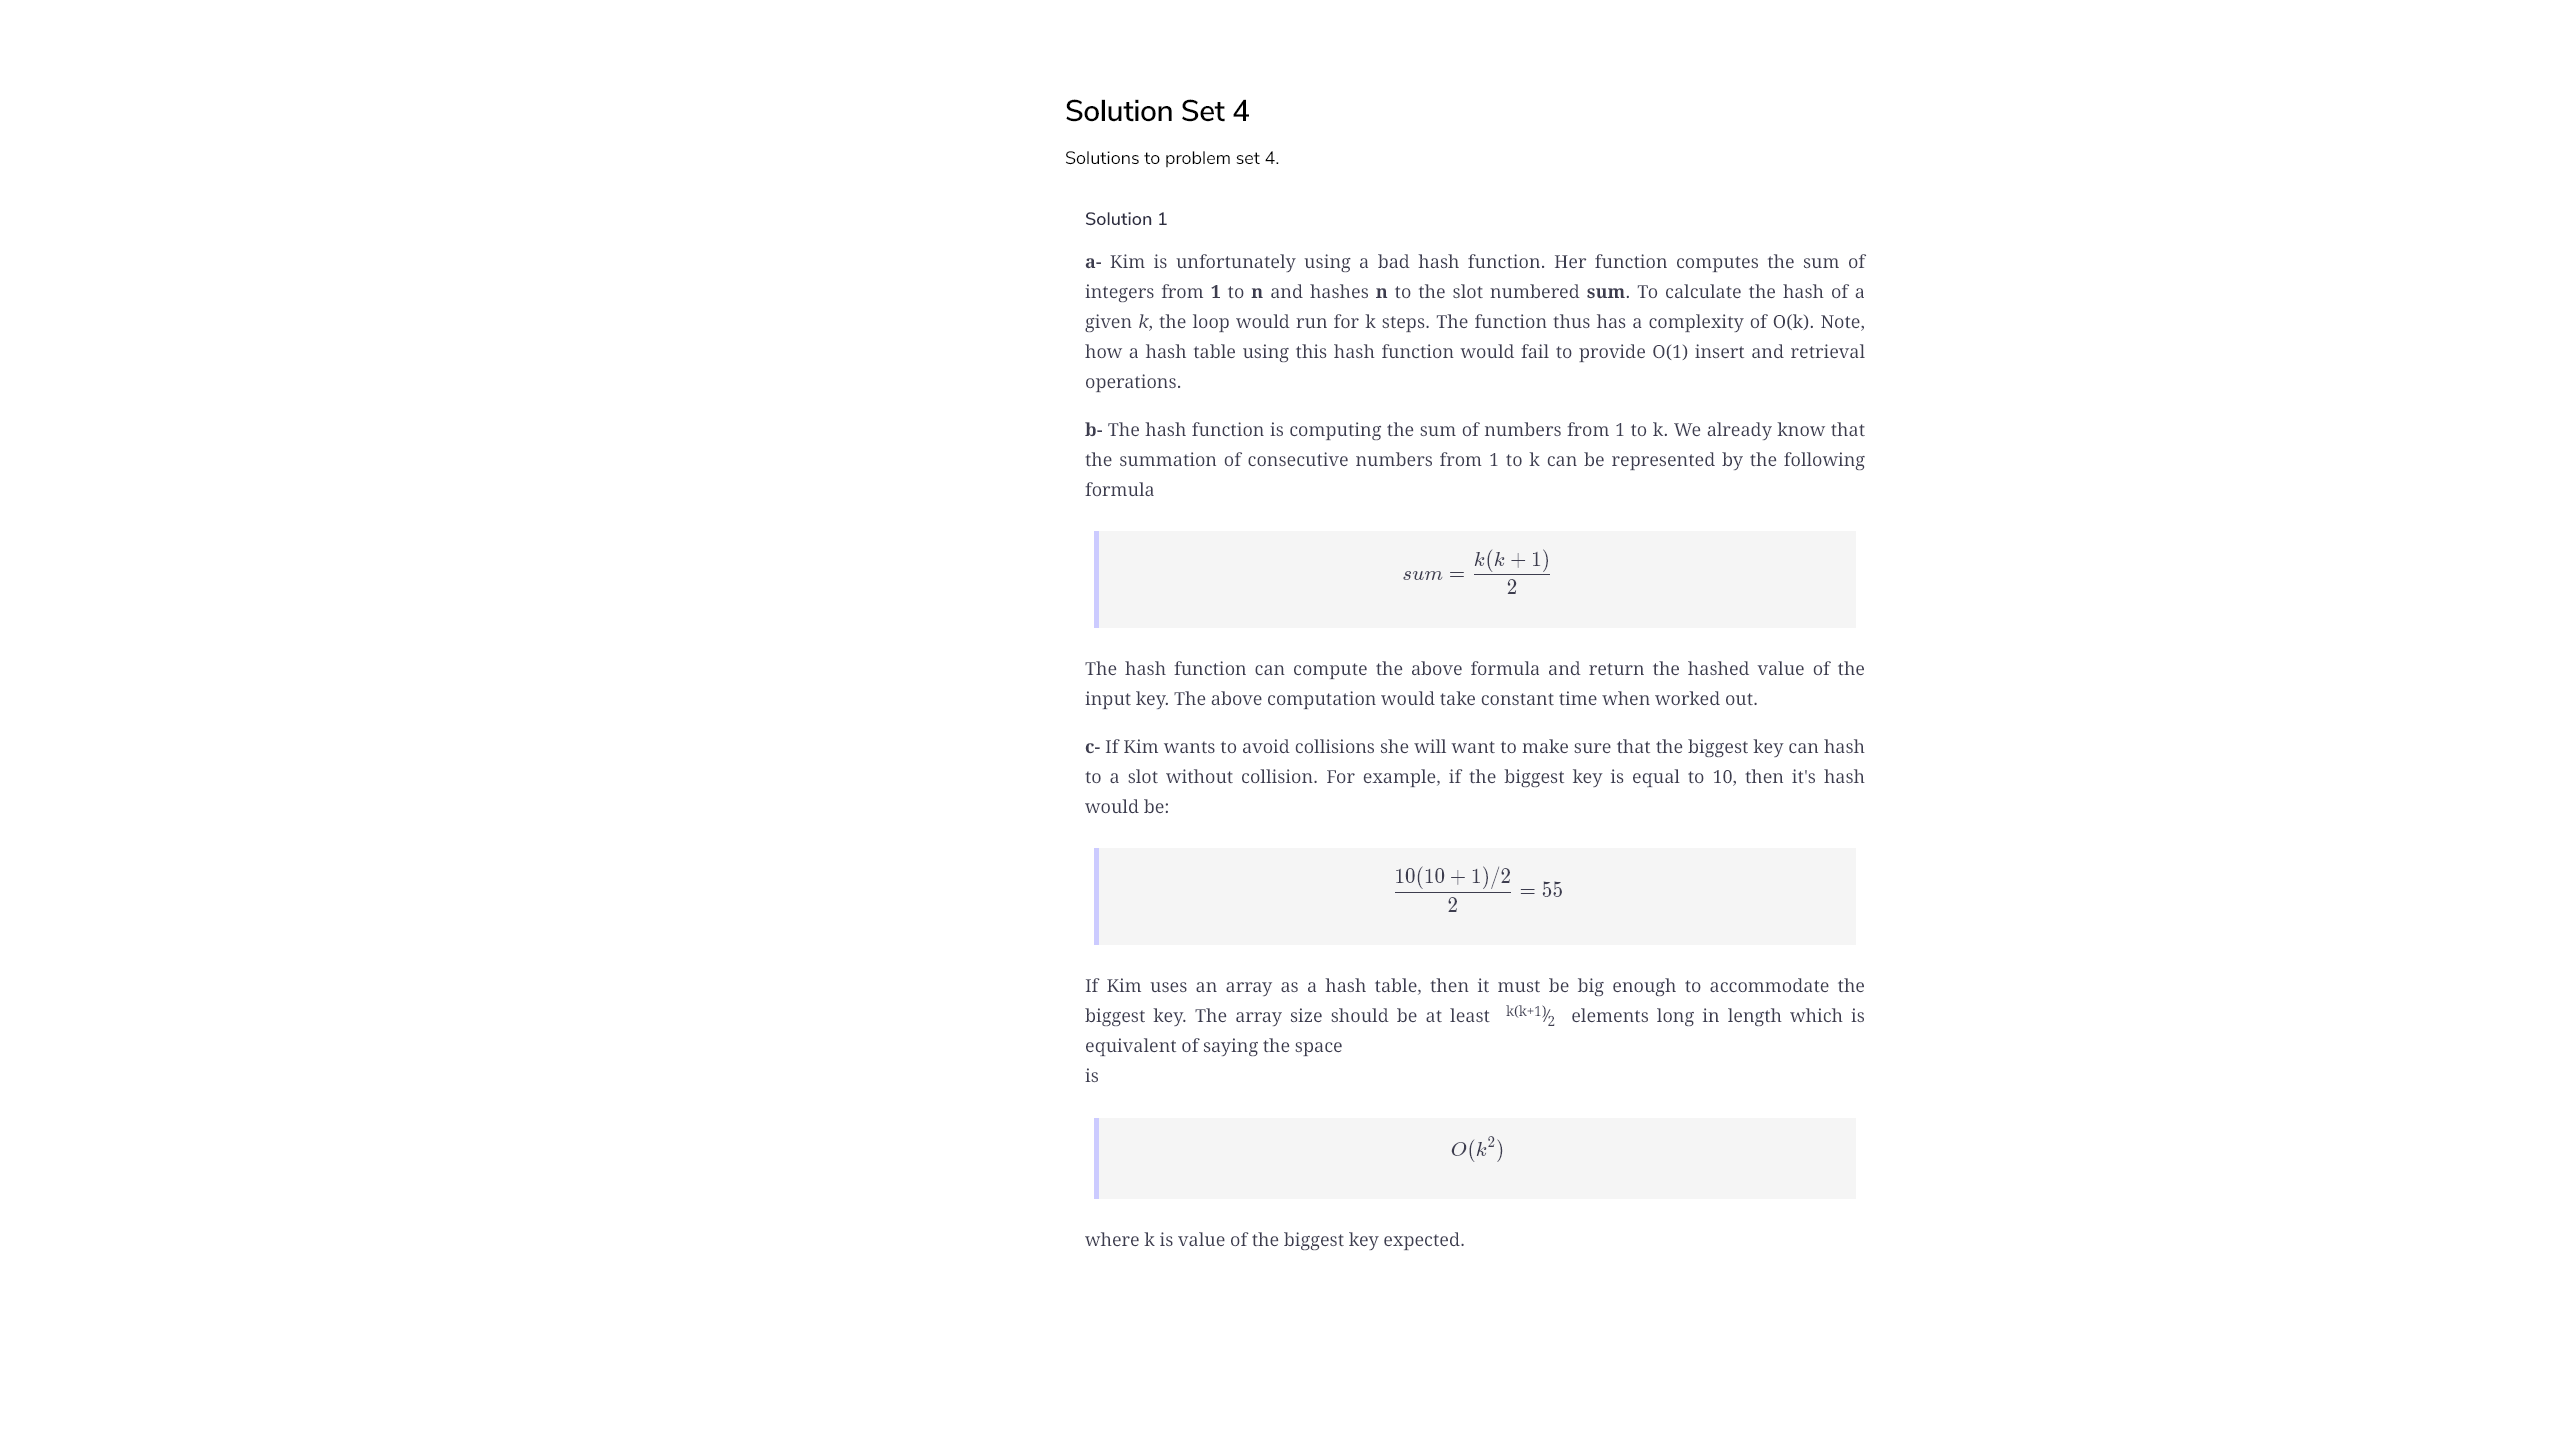 Solution Set 4
Solutions to problem set 4.
Solution 1
a- Kim is unfortunately using a bad hash function. Her function computes the sum of
integers from 1 to n and hashes n to the slot numbered sum. To calculate the hash of a
given k, the loop would run for k steps. The function thus has a complexity of O(k). Note,
how a hash table using this hash function would fail to provide O(1) insert and retrieval
operations.
b- The hash function is computing the sum of numbers from 1 to k. We already know that
the summation of consecutive numbers from 1 to k can be represented by the following
formula
sum = k(k + 1) / 2
The hash function can compute the above formula and return the hashed value of the
input key. The above computation would take constant time when worked out.
c- If Kim wants to avoid collisions she will want to make sure that the biggest key can hash
to a slot without collision. For example, if the biggest key is equal to 10, then it's hash
would be:
10(10 + 1)/2 / 2 = 55
If Kim uses an array as a hash table, then it must be big enough to accommodate the
biggest key. The array size should be at least k(k+1)⁄2 elements long in length which is
equivalent of saying the space
is
O(k²)
where k is value of the biggest key expected.